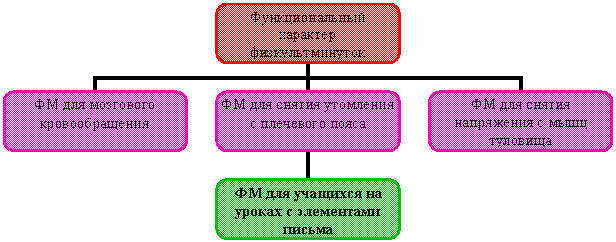 Функциональный
характер
физкультминуток
ФМ для мозгового
кровообращения
ФМ для снятия утомления
с плечевого пояса
ФМ для снятия
напряжения с мышц
туловища
ФМ для учащихся на
уроках с элементами
письма